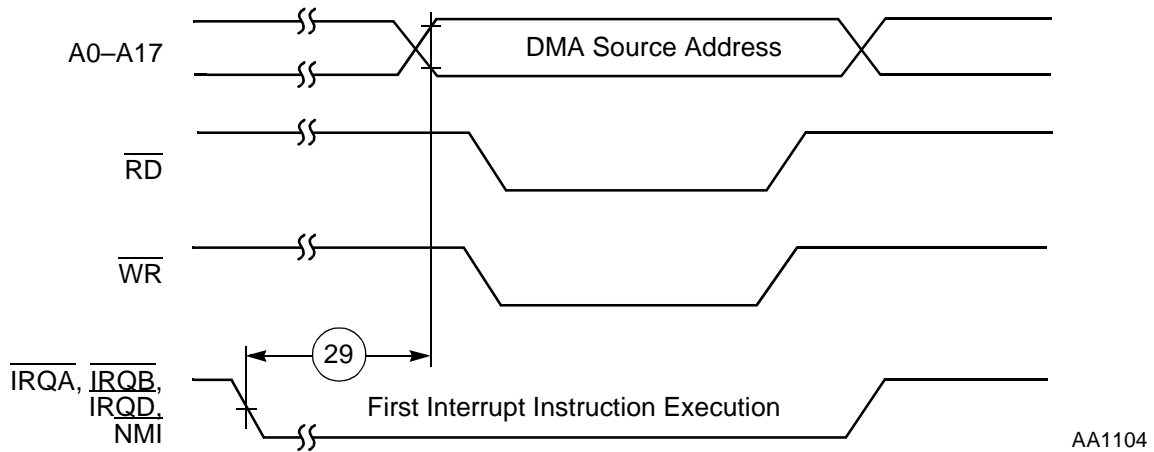 A0–A17
DMA Source Address
RD
WR
29
IRQA, IRQB,
IRQD,
NMI
First Interrupt Instruction Execution
AA1104